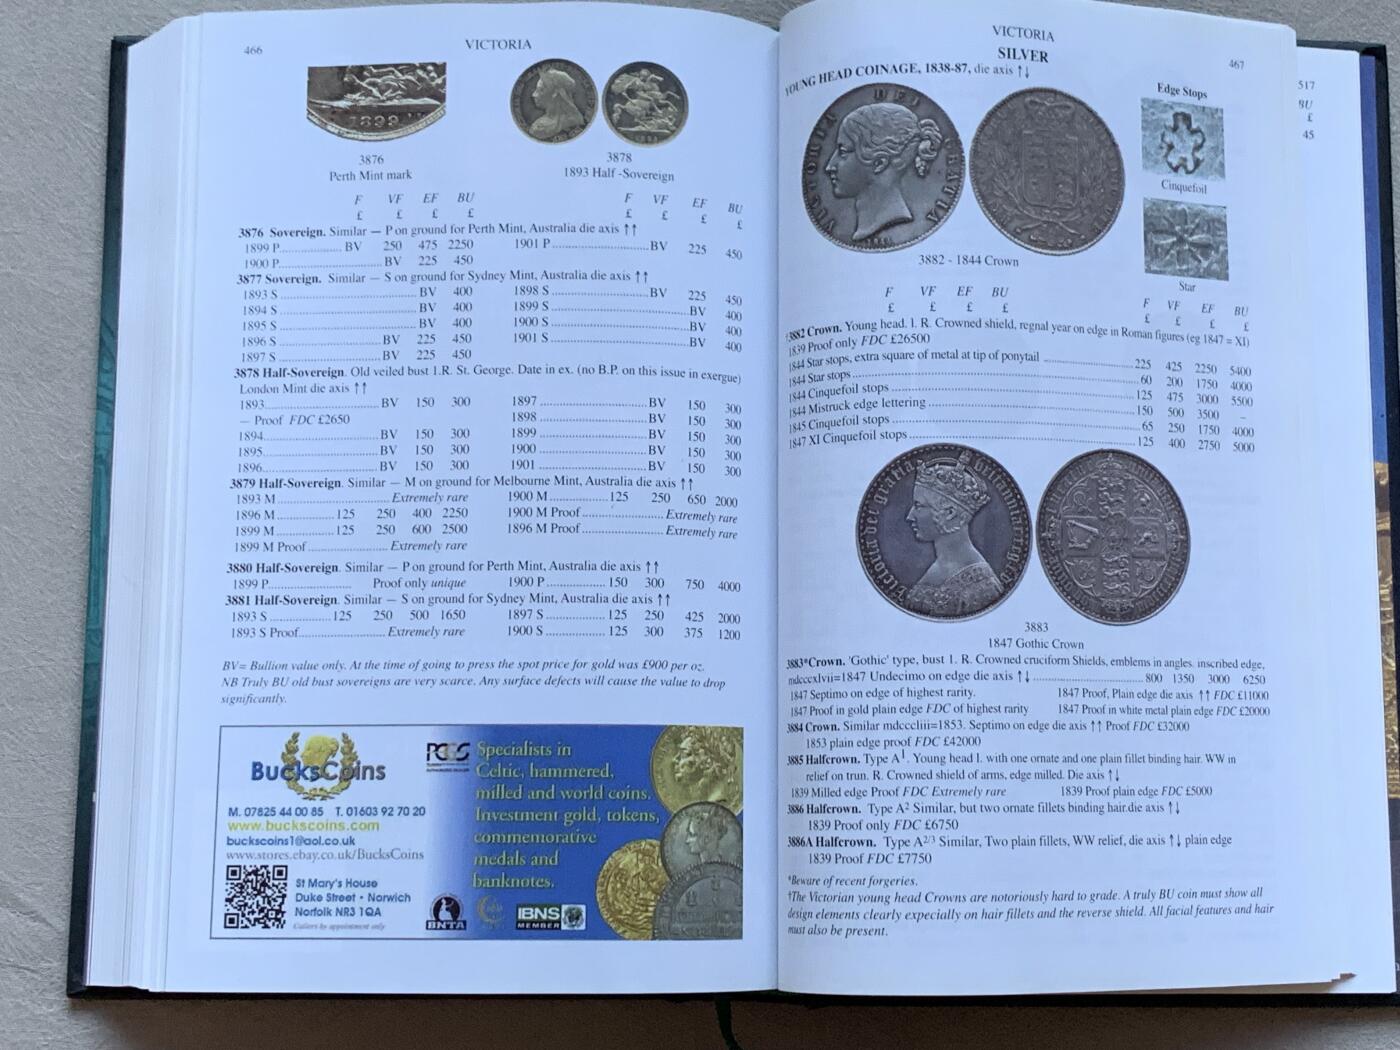 466
VICTORIA
3876
Perth Mint mark
3878
1893 Half -Sovereign
F VF EF BU F VF EF BU
£ £ £ £ £ £ £ £
3876 Sovereign. Similar — P on ground for Perth Mint, Australia die axis ↑↑
1899 P BV 250 475 2250 1901 P BV 225 450
1900 P BV 225 450
3877 Sovereign. Similar — S on ground for Sydney Mint, Australia die axis ↑↑
1893 S BV 400 1898 S BV 225 450
1894 S BV 400 1899 S BV 400
1895 S BV 400 1900 S BV 400
1896 S BV 225 450 1901 S BV 400
1897 S BV 225 450
3878 Half-Sovereign. Old veiled bust l.R. St. George. Date in ex. (no B.P. on this issue in exergue)
London Mint die axis ↑↑
1893 BV 150 300 1897 BV 150 300
— Proof FDC £2650 1898 BV 150 300
1894 BV 150 300 1899 BV 150 300
1895 BV 150 300 1900 BV 150 300
1896 BV 150 300 1901 BV 150 300
3879 Half-Sovereign. Similar — M on ground for Melbourne Mint, Australia die axis ↑↑
1893 M Extremely rare 1900 M 125 250 650 2000
1896 M 125 250 400 2250 1900 M Proof Extremely rare
1899 M 125 250 600 2500 1896 M Proof Extremely rare
1899 M Proof Extremely rare
3880 Half-Sovereign. Similar — P on ground for Perth Mint, Australia die axis ↑↑
1899 P Proof only unique 1900 P 150 300 750 4000
3881 Half-Sovereign. Similar — S on ground for Sydney Mint, Australia die axis ↑↑
1893 S 125 250 500 1650 1897 S 125 250 425 2000
1893 S Proof Extremely rare 1900 S 125 300 375 1200
BV= Bullion value only. At the time of going to press the spot price for gold was £900 per oz.
NB Truly BU old bust sovereigns are very scarce. Any surface defects will cause the value to drop
significantly.
BucksCoins
M. 07825 44 00 85 T. 01603 92 70 20
www.buckscoins.com
buckscoins1@aol.co.uk
www.stores.ebay.co.uk/BucksCoins
St Mary's House
Duke Street • Norwich
Norfolk NR3 1QA
Callers by appointment only
PCGS
Specialists in
Celtic, hammered,
milled and world coins.
Investment gold, tokens,
commemorative
medals and
banknotes.
BNTA
IBNS
MEMBER
VICTORIA
467
SILVER
YOUNG HEAD COINAGE, 1838-87, die axis ↑↓
Edge Stops
Cinquefoil
Star
3882 - 1844 Crown
F VF EF BU F VF EF BU
£ £ £ £ £ £ £ £
†3882 Crown. Young head. l. R. Crowned shield, regnal year on edge in Roman figures (eg 1847 = XI)
1839 Proof only FDC £26500
1844 Star stops, extra square of metal at tip of ponytail 225 425 2250 5400
1844 Star stops 60 200 1750 4000
1844 Cinquefoil stops 125 475 3000 5500
1844 Mistruck edge lettering 150 500 3500 –
1845 Cinquefoil stops 65 250 1750 4000
1847 XI Cinquefoil stops 125 400 2750 5000
3883
1847 Gothic Crown
3883*Crown. 'Gothic' type, bust l. R. Crowned cruciform Shields, emblems in angles. inscribed edge,
mdcccxlvii=1847 Undecimo on edge die axis ↑↓ 800 1350 3000 6250
1847 Septimo on edge of highest rarity. 1847 Proof, Plain edge die axis ↑↑ FDC £11000
1847 Proof in gold plain edge FDC of highest rarity 1847 Proof in white metal plain edge FDC £20000
3884 Crown. Similar mdcccliii=1853. Septimo on edge die axis ↑↑ Proof FDC £32000
1853 plain edge proof FDC £42000
3885 Halfcrown. Type A1. Young head l. with one ornate and one plain fillet binding hair. WW in
relief on trun. R. Crowned shield of arms, edge milled. Die axis ↑↓
1839 Milled edge Proof FDC Extremely rare 1839 Proof plain edge FDC £5000
3886 Halfcrown. Type A2 Similar, but two ornate fillets binding hair.die axis ↑↓
1839 Proof only FDC £6750
3886A Halfcrown. Type A2/3 Similar, Two plain fillets, WW relief, die axis ↑↓ plain edge
1839 Proof FDC £7750
*Beware of recent forgeries.
†The Victorian young head Crowns are notoriously hard to grade. A truly BU coin must show all
design elements clearly expecially on hair fillets and the reverse shield. All facial features and hair
must also be present.
517
BU
£
45